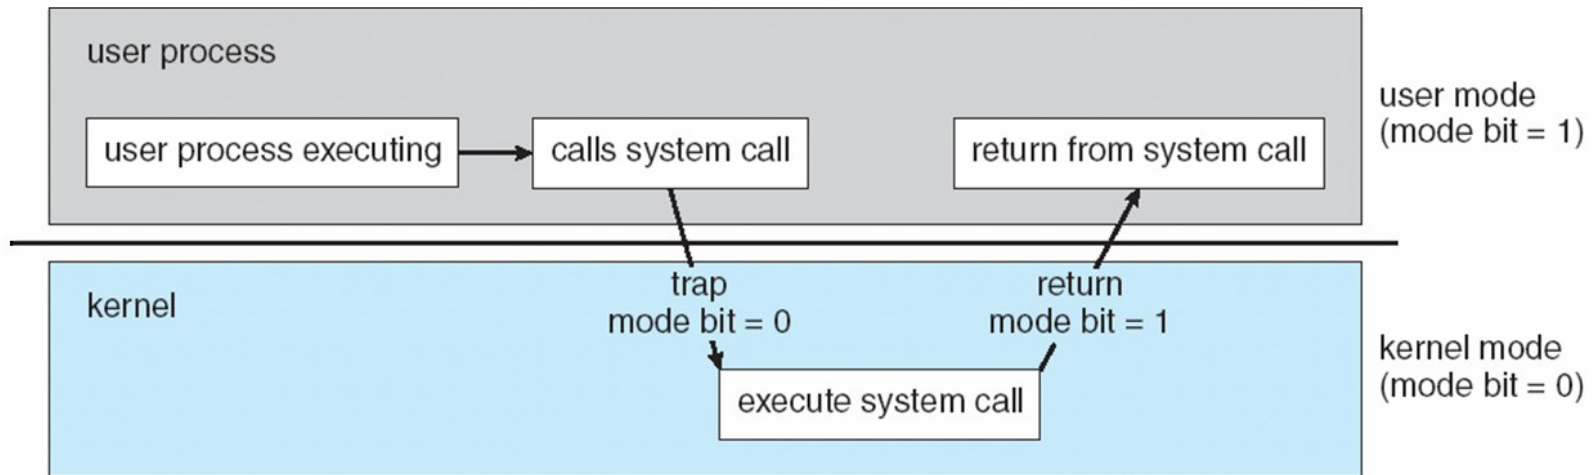 user process
user process executing
calls system call
return from system call
user mode
(mode bit = 1)
kernel
trap
mode bit = 0
return
mode bit = 1
kernel mode
(mode bit = 0)
execute system call